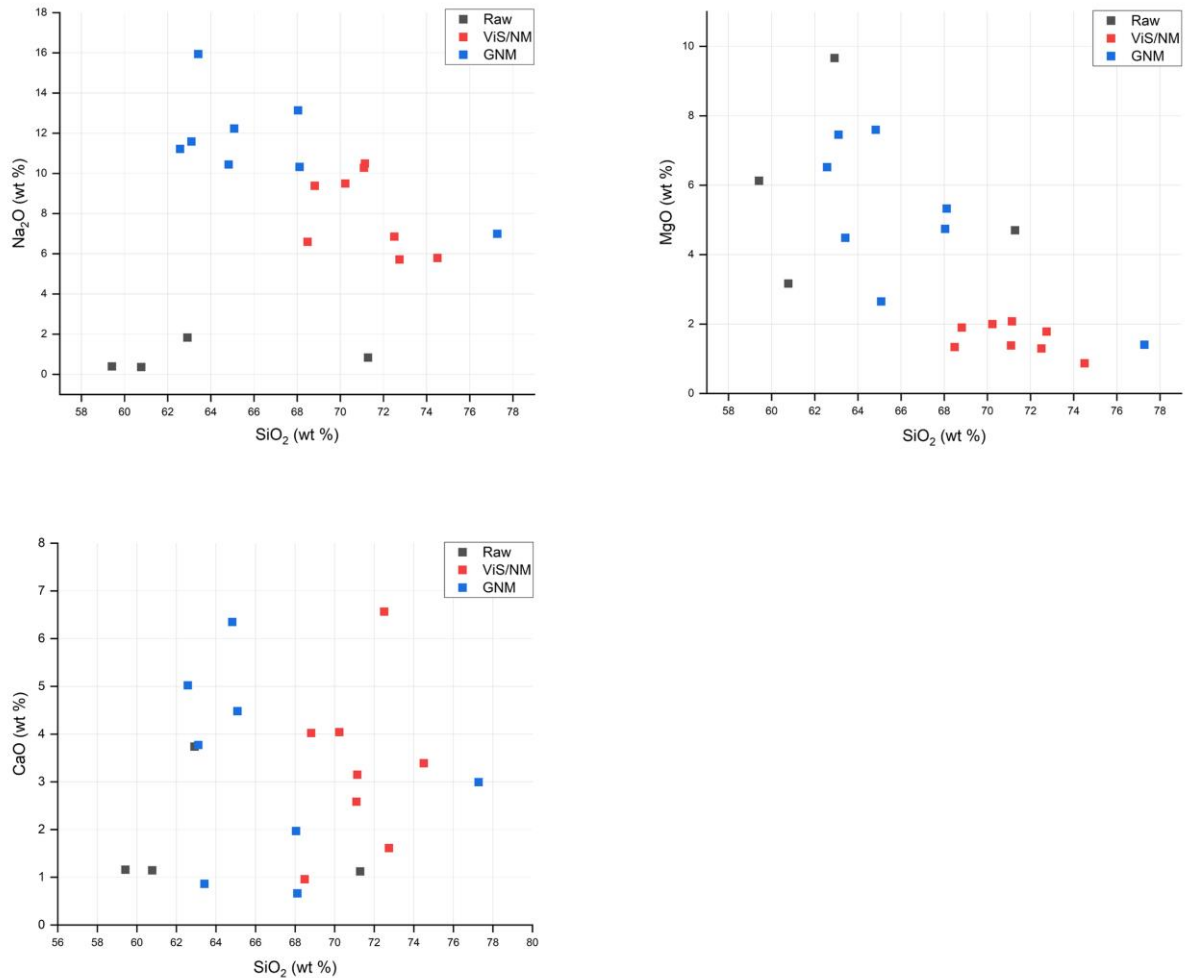 18
16
14
12
10
8
6
4
2
0
Na₂O (wt %)
58 60 62 64 66 68 70 72 74 76 78
SiO₂ (wt %)
Raw
ViS/NM
GNM
10
8
6
4
2
0
MgO (wt %)
58 60 62 64 66 68 70 72 74 76 78
SiO₂ (wt %)
Raw
ViS/NM
GNM
8
7
6
5
4
3
2
1
0
CaO (wt %)
56 58 60 62 64 66 68 70 72 74 76 78 80
SiO₂ (wt %)
Raw
ViS/NM
GNM